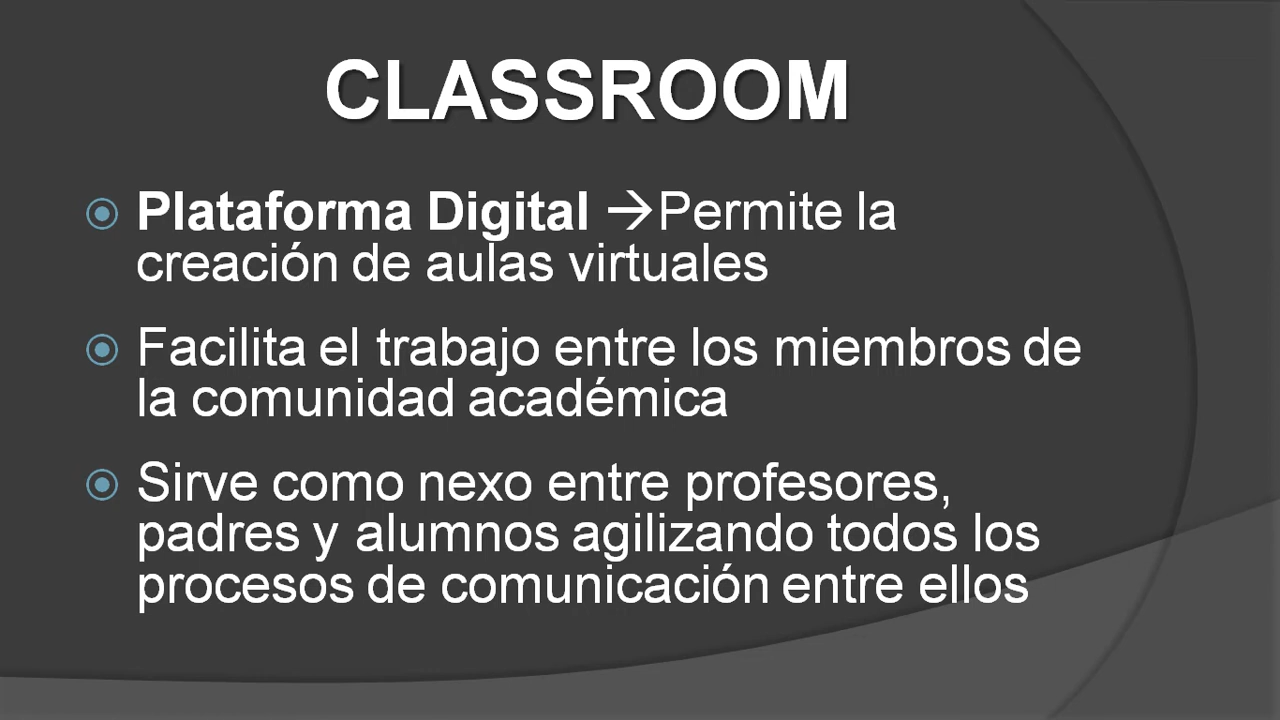 CLASSROOM
Plataforma Digital →Permite la
creación de aulas virtuales
Facilita el trabajo entre los miembros de
la comunidad académica
Sirve como nexo entre profesores,
padres y alumnos agilizando todos los
procesos de comunicación entre ellos